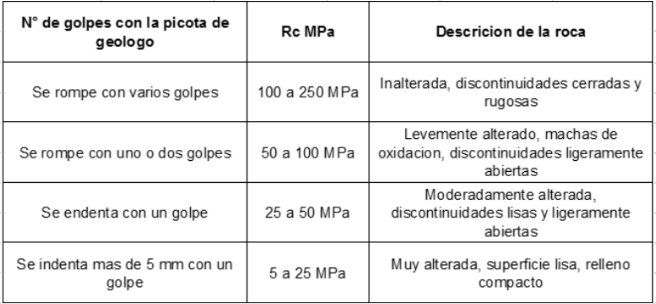 N° de golpes con la picota de
geologo
Rc MPa
Descricion de la roca
Se rompe con varios golpes
100 a 250 MPa
Inalterada, discontinuidades cerradas y
rugosas
Se rompe con uno o dos golpes
50 a 100 MPa
Levemente alterado, machas de
oxidacion, discontinuidades ligeramente
abiertas
Se endenta con un golpe
25 a 50 MPa
Moderadamente alterada,
discontinuidades lisas y ligeramente
abiertas
Se indenta mas de 5 mm con un
golpe
5 a 25 MPa
Muy alterada, superficie lisa, relleno
compacto